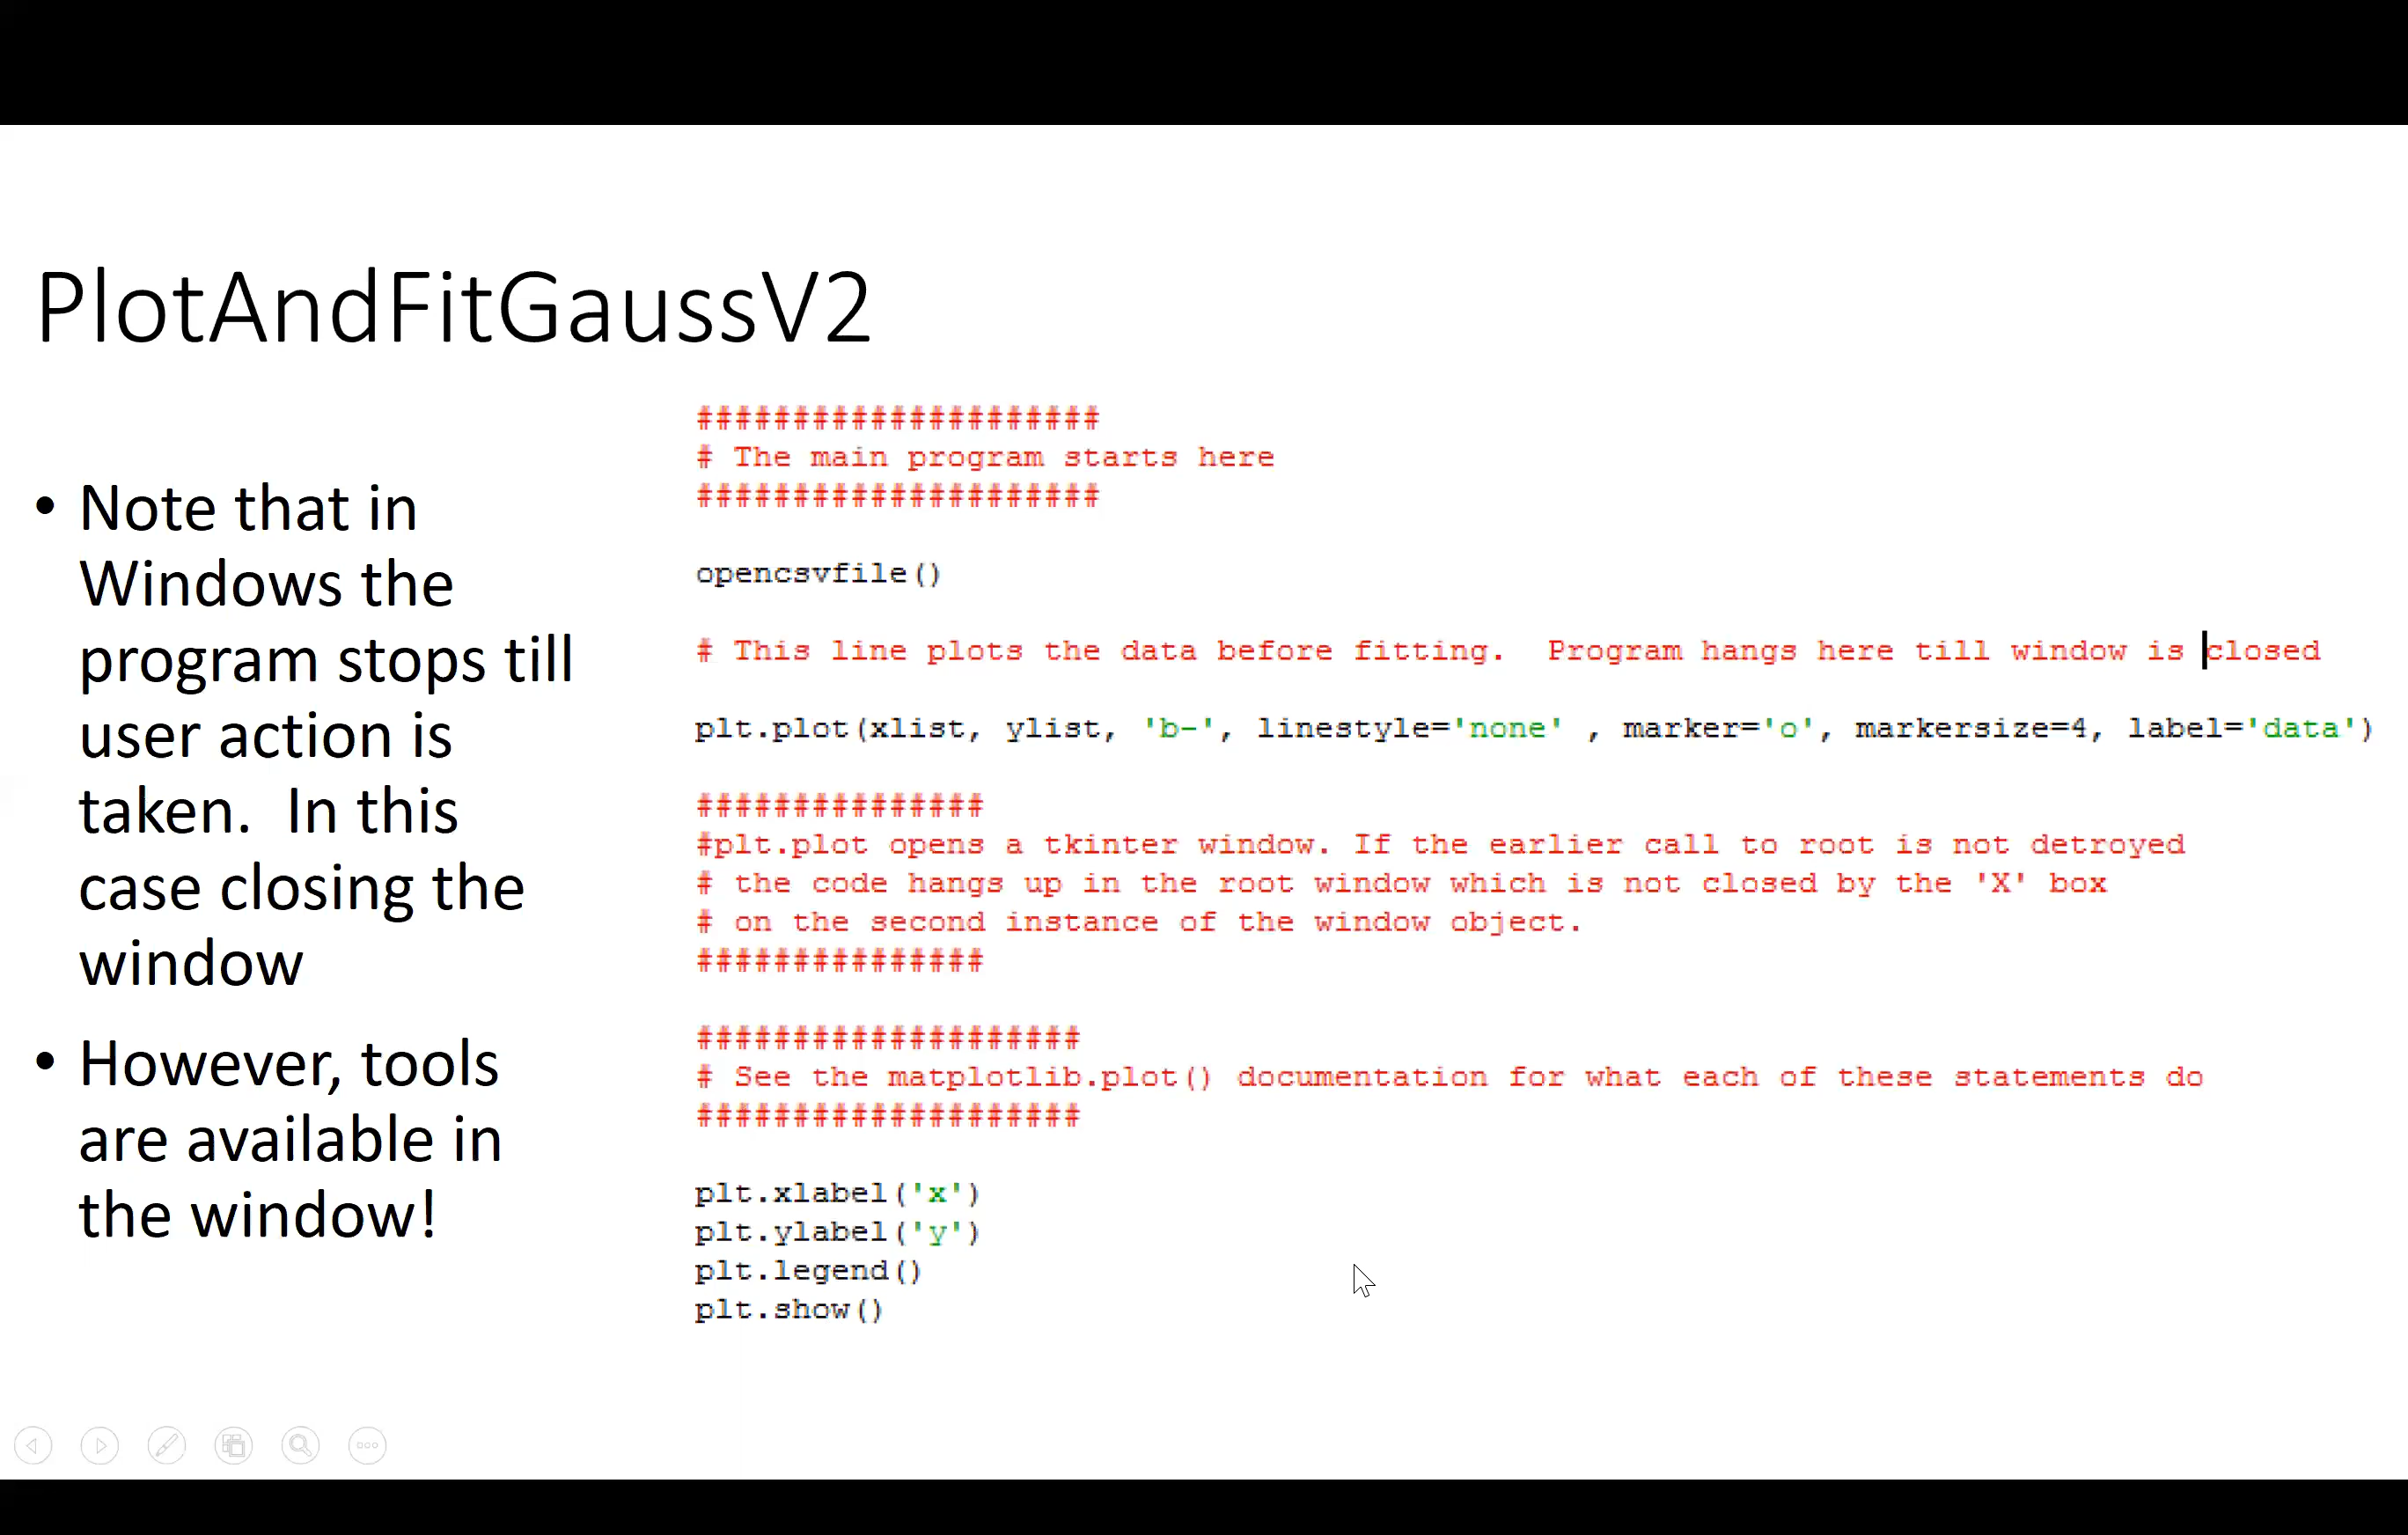 PlotAndFitGaussV2
• Note that in
Windows the
program stops till
user action is
taken.  In this
case closing the
window
• However, tools
are available in
the window!
#####################
# The main program starts here
#####################
opencsvfile()
# This line plots the data before fitting.  Program hangs here till window is closed
plt.plot(xlist, ylist, 'b-', linestyle='none' , marker='o', markersize=4, label='data')
###############
#plt.plot opens a tkinter window. If the earlier call to root is not detroyed
# the code hangs up in the root window which is not closed by the 'X' box
# on the second instance of the window object.
###############
####################
# See the matplotlib.plot() documentation for what each of these statements do
####################
plt.xlabel('x')
plt.ylabel('y')
plt.legend()
plt.show()